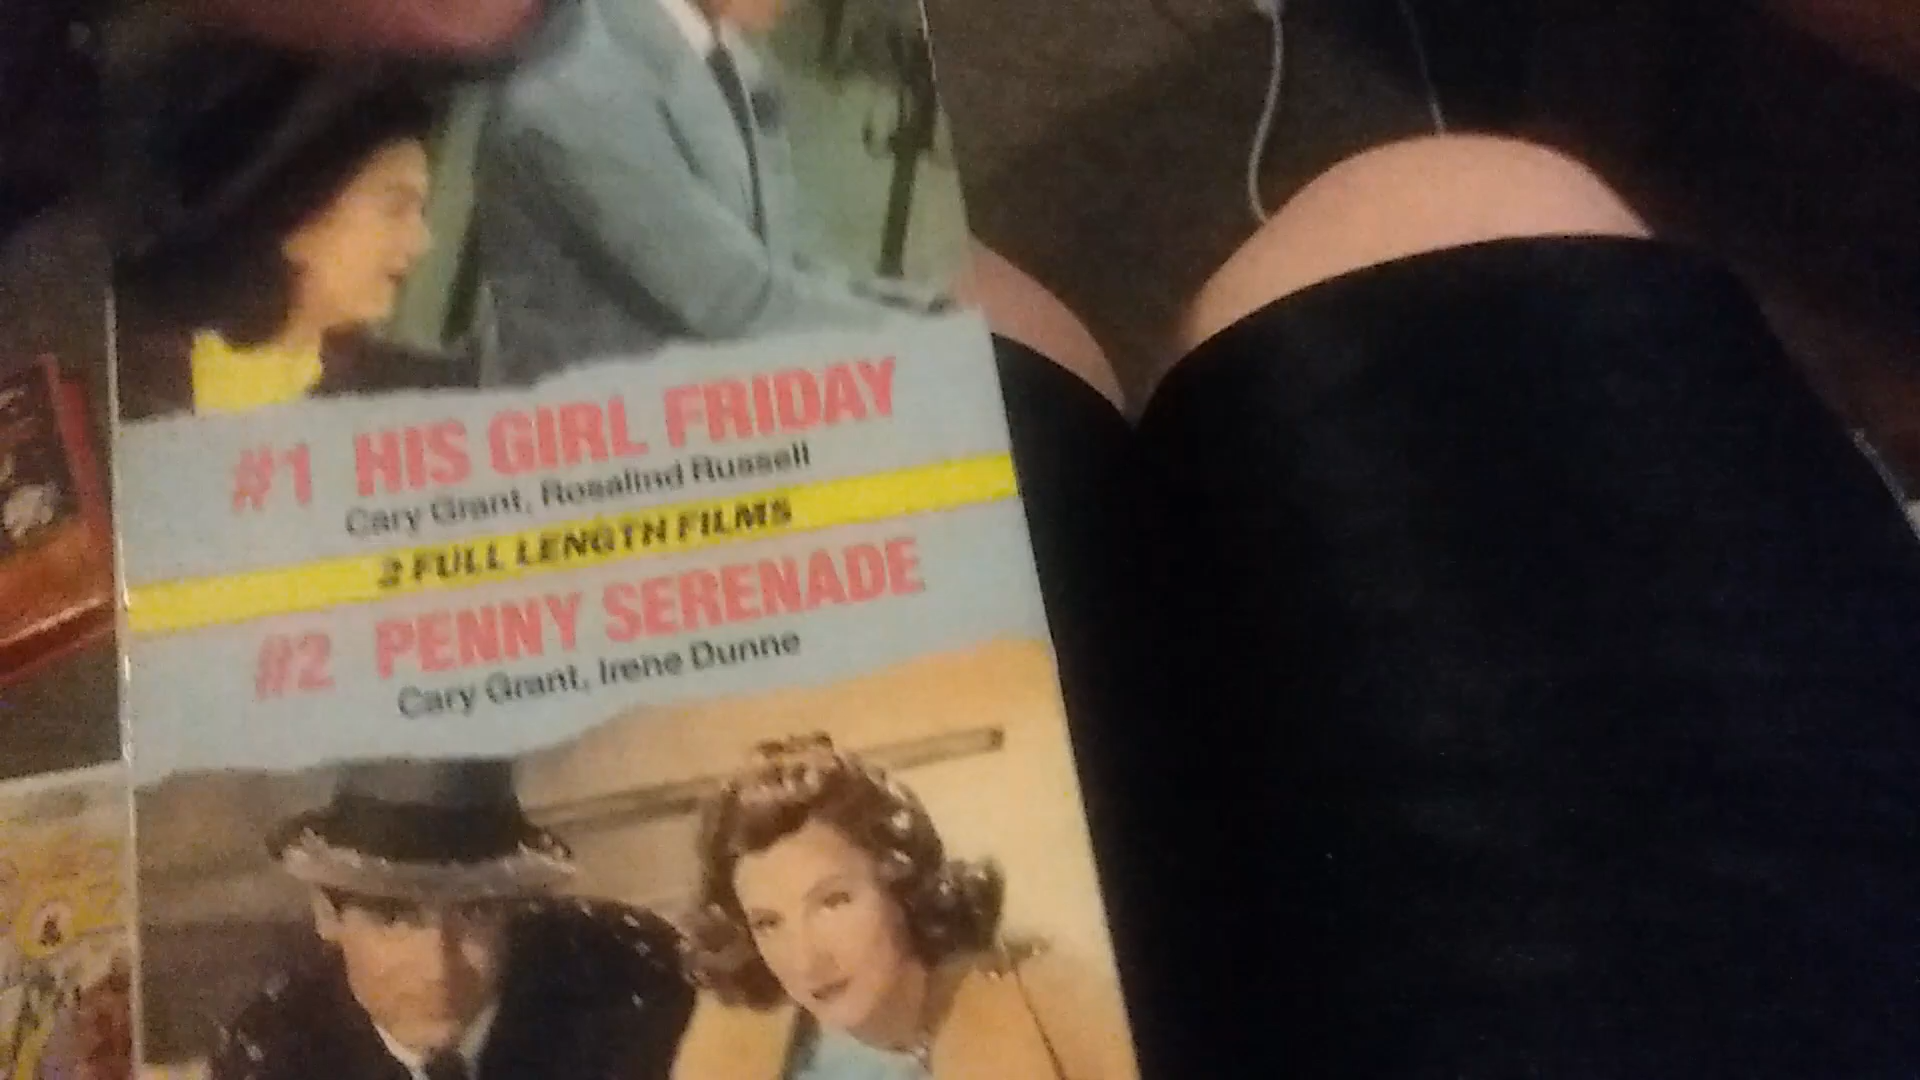 #1 HIS GIRL FRIDAY
Cary Grant, Rosalind Russell
2 FULL LENGTH FILMS
#2 PENNY SERENADE
Cary Grant, Irene Dunne